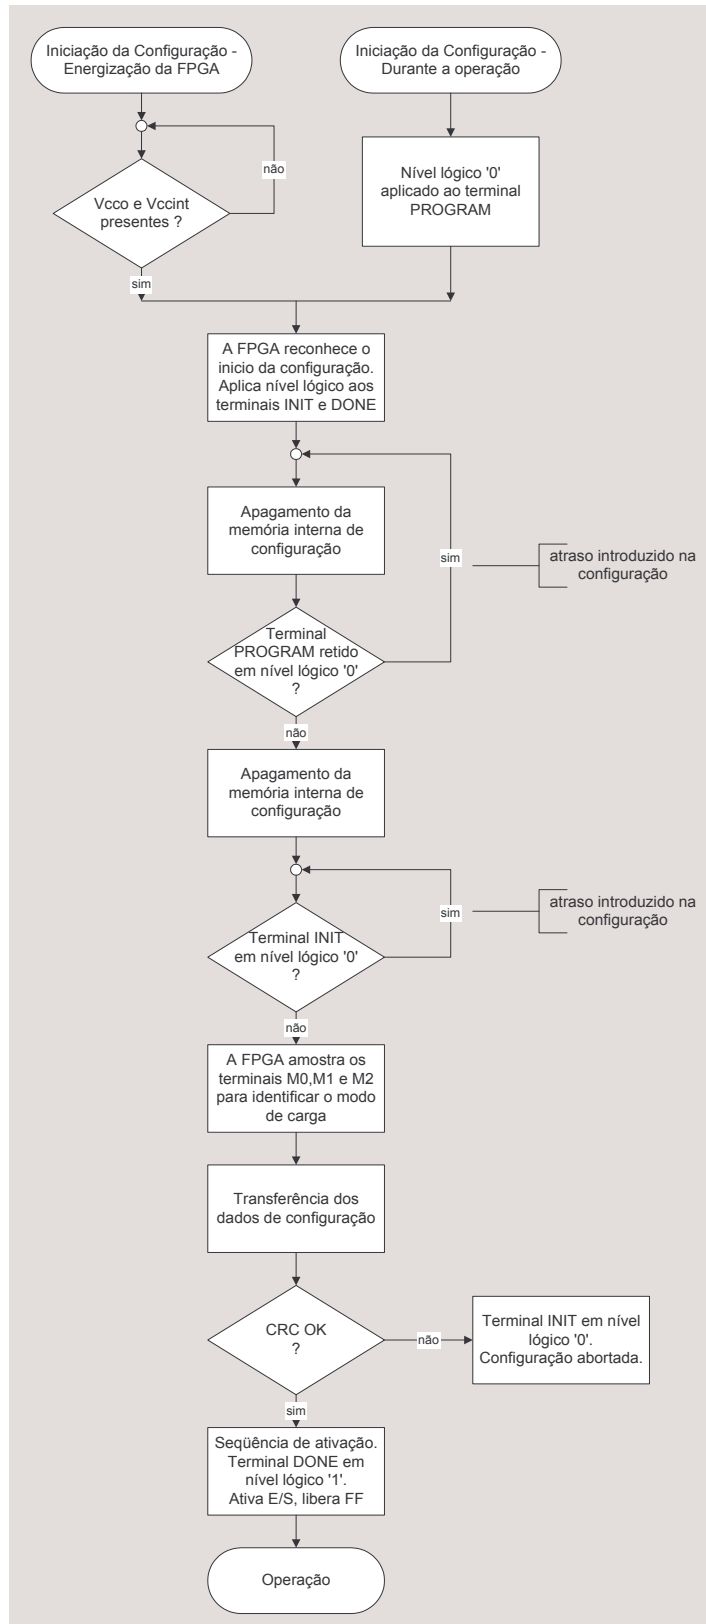 Iniciação da Configuração -
Energização da FPGA
Iniciação da Configuração -
Durante a operação
não
Vcco e Vccint
presentes ?
Nível lógico '0'
aplicado ao terminal
PROGRAM
sim
A FPGA reconhece o
inicio da configuração.
Aplica nível lógico aos
terminais INIT e DONE
Apagamento da
memória interna de
configuração
sim
atraso introduzido na
configuração
Terminal
PROGRAM retido
em nível lógico '0'
?
não
Apagamento da
memória interna de
configuração
sim
atraso introduzido na
configuração
Terminal INIT
em nível lógico '0'
?
não
A FPGA amostra os
terminais M0,M1 e M2
para identificar o modo
de carga
Transferência dos
dados de configuração
CRC OK
?
não
Terminal INIT em nível
lógico '0'.
Configuração abortada.
sim
Seqüência de ativação.
Terminal DONE em
nível lógico '1'.
Ativa E/S, libera FF
Operação